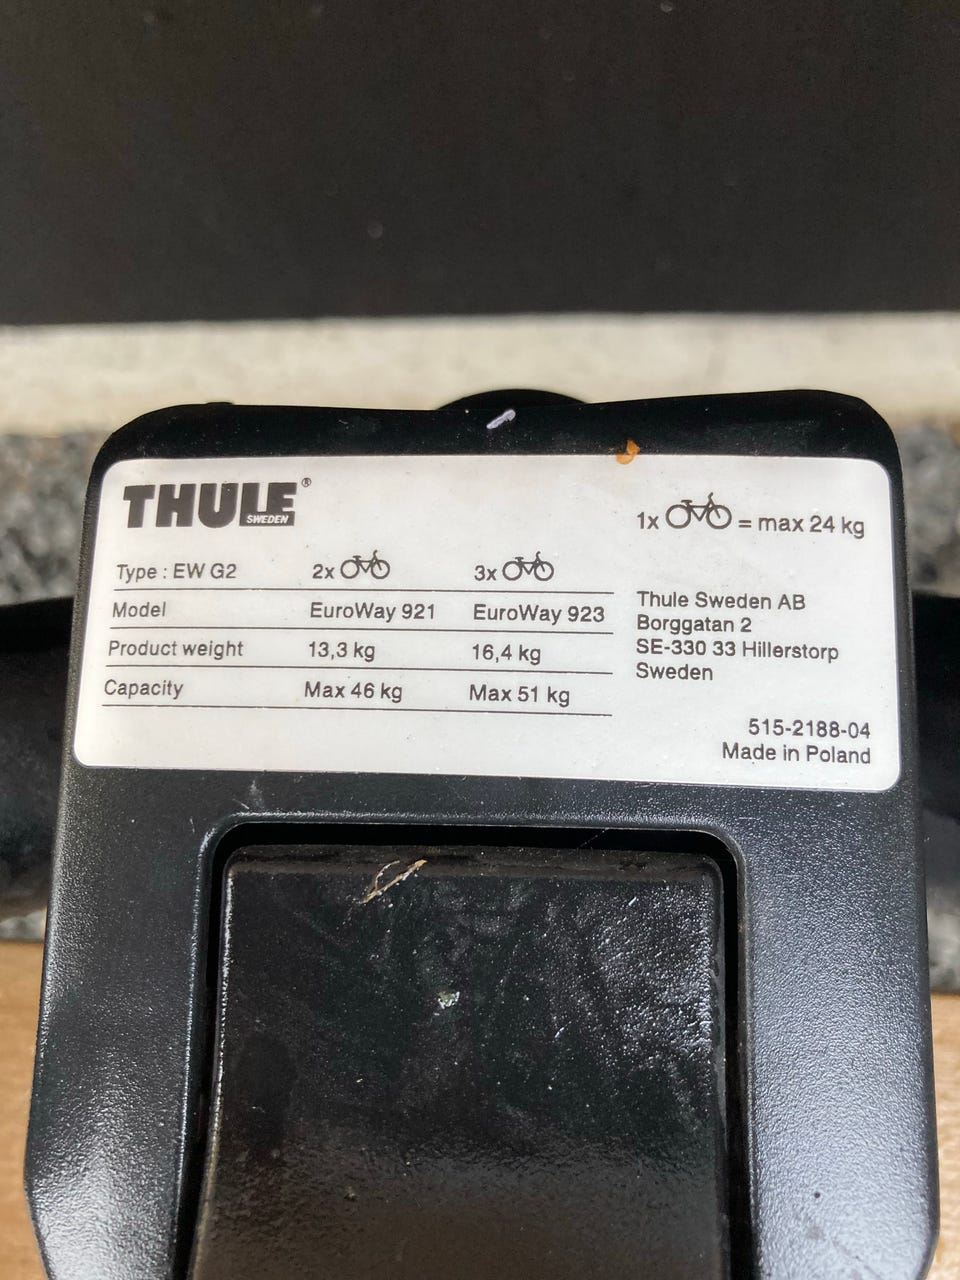 THULE®
SWEDEN
1x = max 24 kg
Type : EW G2 2x 3x
Model EuroWay 921 EuroWay 923
Product weight 13,3 kg 16,4 kg
Capacity Max 46 kg Max 51 kg
Thule Sweden AB
Borggatan 2
SE-330 33 Hillerstorp
Sweden
515-2188-04
Made in Poland